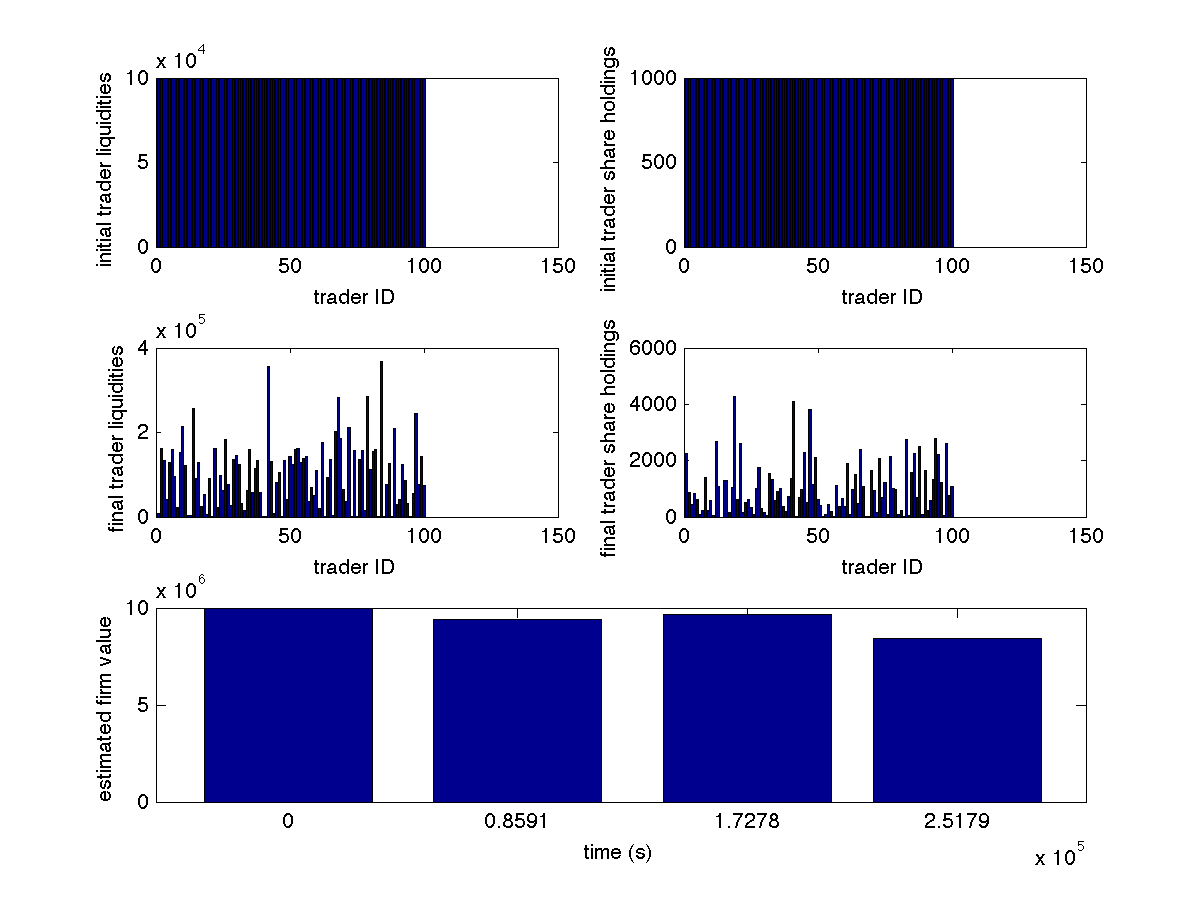 x 10^4
10
5
0
initial trader liquidities
0 50 100 150
trader ID
1000
500
0
initial trader share holdings
0 50 100 150
trader ID
x 10^5
4
2
0
final trader liquidities
0 50 100 150
trader ID
6000
4000
2000
0
final trader share holdings
0 50 100 150
trader ID
x 10^6
10
5
0
estimated firm value
0 0.8591 1.7278 2.5179
time (s)
x 10^5